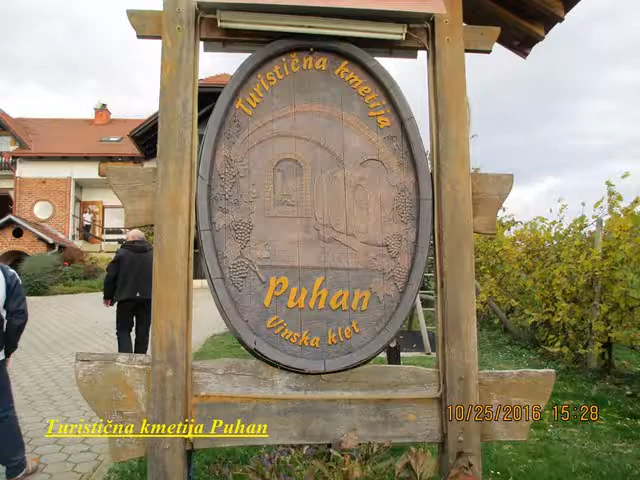 Turistična kmetija
Puhan
Vinska klet
Turistična kmetija Puhan
10/25/2016 15:28